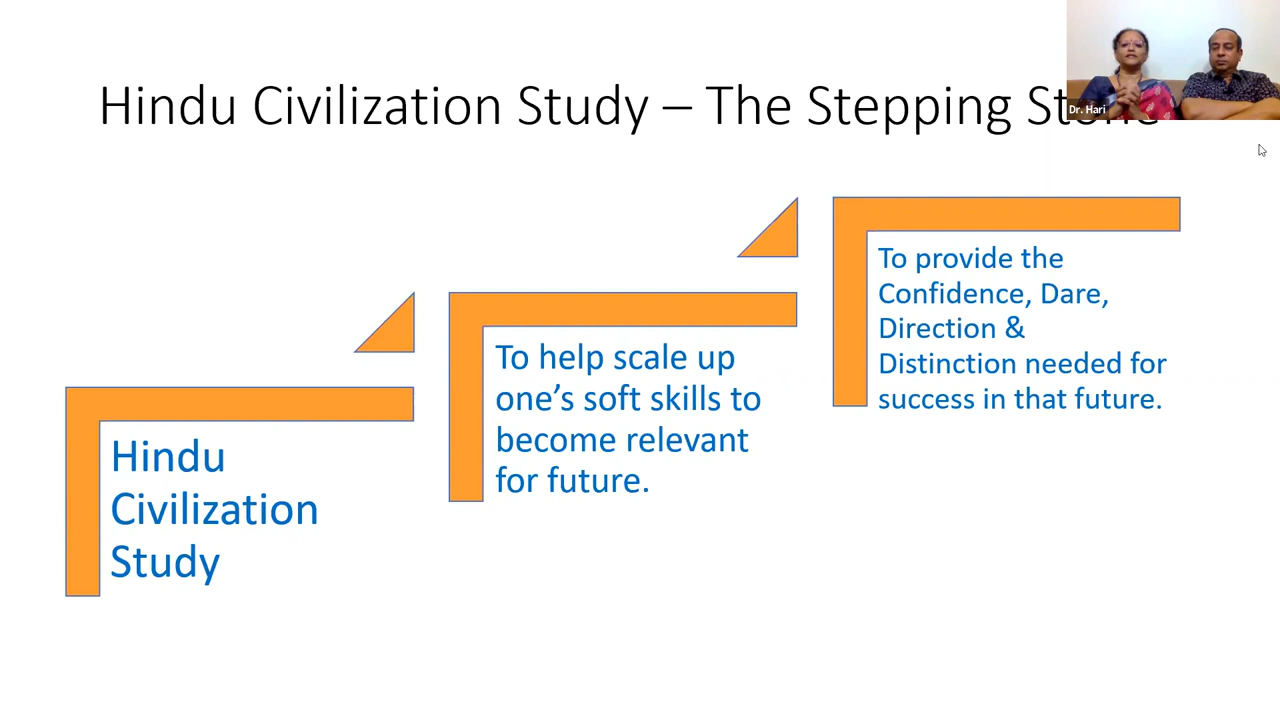 Hindu Civilization Study – The Stepping
Dr. Hari
To provide the
Confidence, Dare,
Direction &
Distinction needed for
success in that future.
To help scale up
one’s soft skills to
become relevant
for future.
Hindu
Civilization
Study